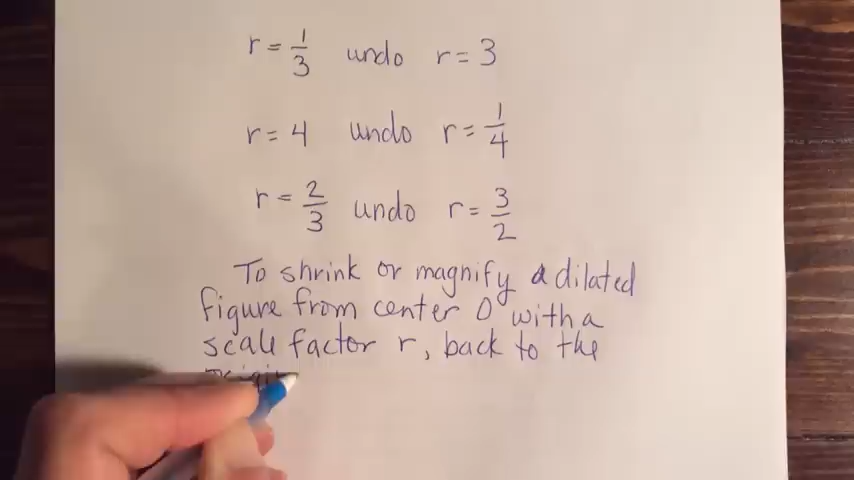 r = 1/3 undo r = 3
r = 4 undo r = 1/4
r = 2/3 undo r = 3/2
To shrink or magnify a dilated
figure from center O with a
scale factor r, back to the